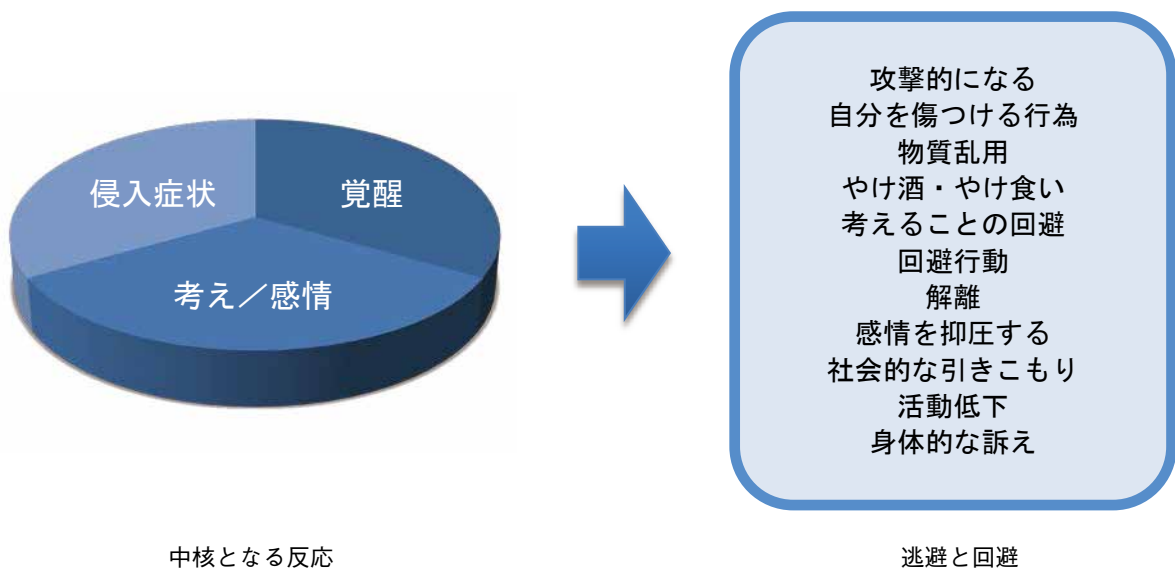 侵入症状
覚醒
考え／感情
中核となる反応
攻撃的になる
自分を傷つける行為
物質乱用
やけ酒・やけ食い
考えることの回避
回避行動
解離
感情を抑圧する
社会的な引きこもり
活動低下
身体的な訴え
逃避と回避